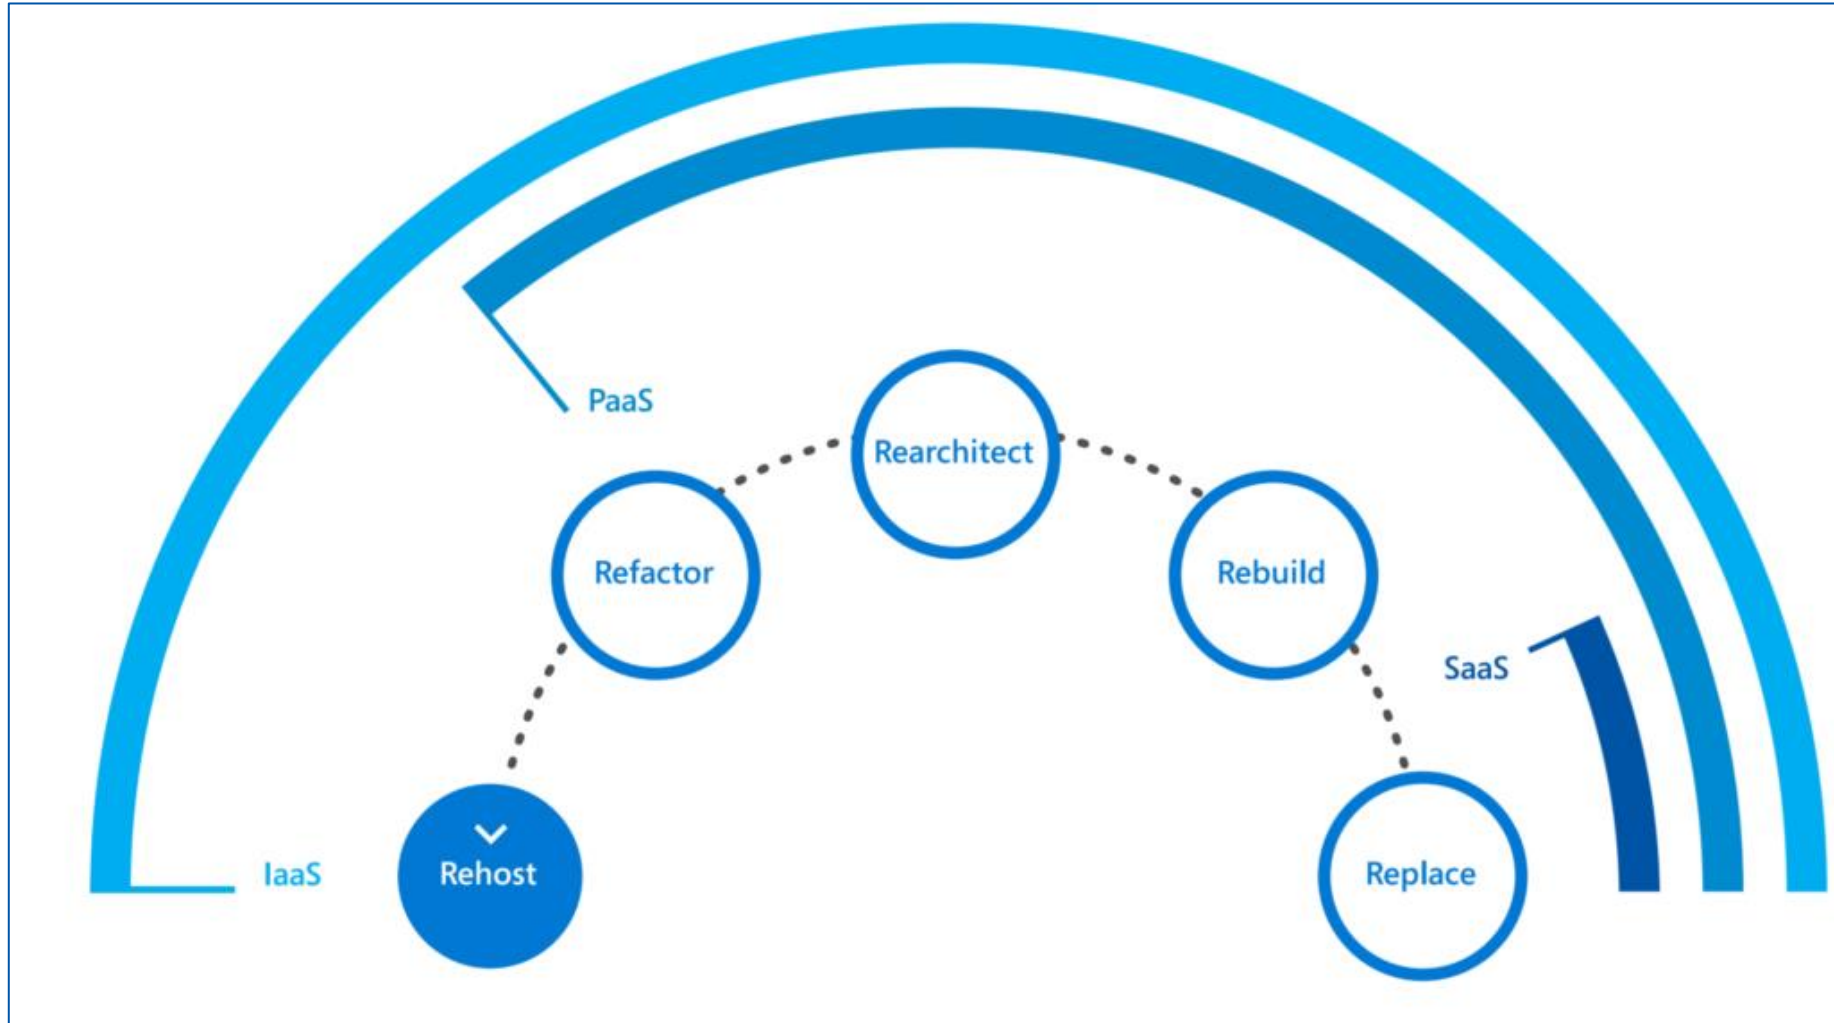 PaaS
Rearchitect
Refactor
Rebuild
SaaS
IaaS
Rehost
Replace